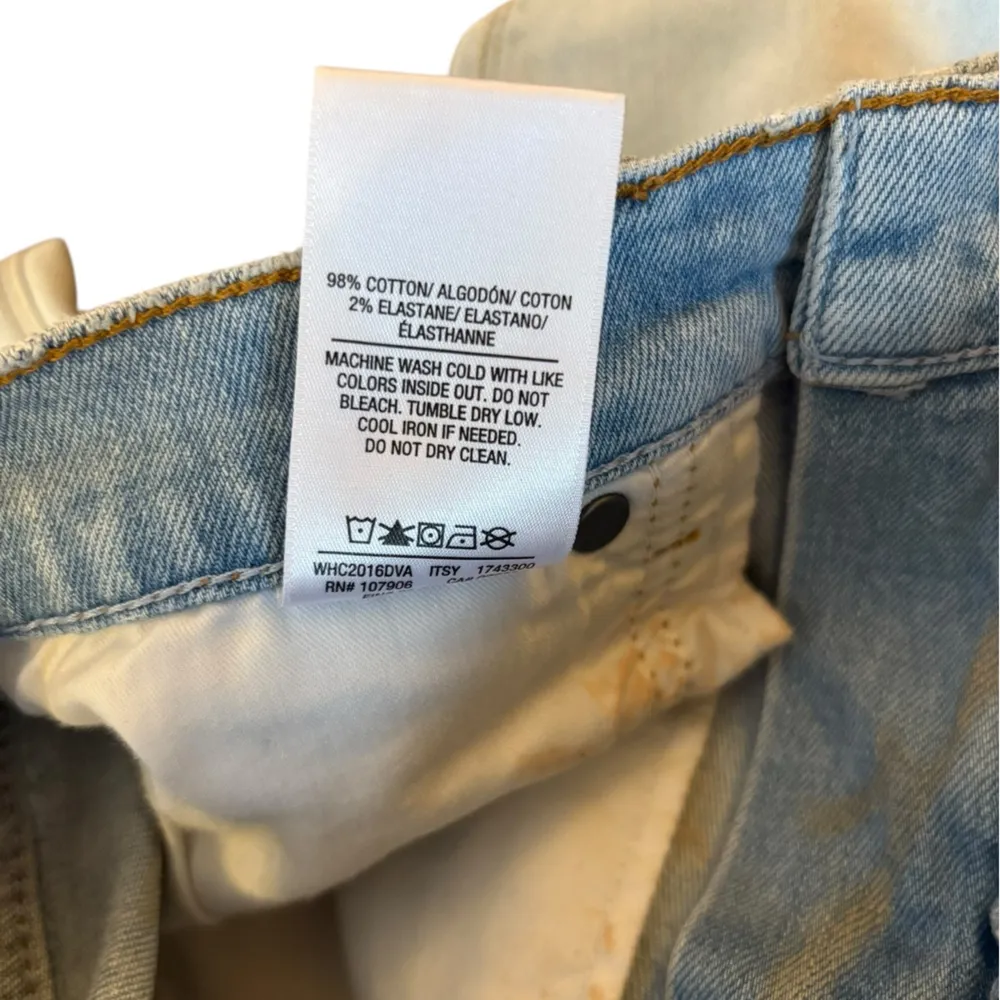 98% COTTON/ ALGODÓN/ COTON
2% ELASTANE/ ELASTANO/
ÉLASTHANNE
MACHINE WASH COLD WITH LIKE
COLORS INSIDE OUT. DO NOT
BLEACH. TUMBLE DRY LOW.
COOL IRON IF NEEDED.
DO NOT DRY CLEAN.
WHC2016DVA ITSY 1743300
RN# 107906